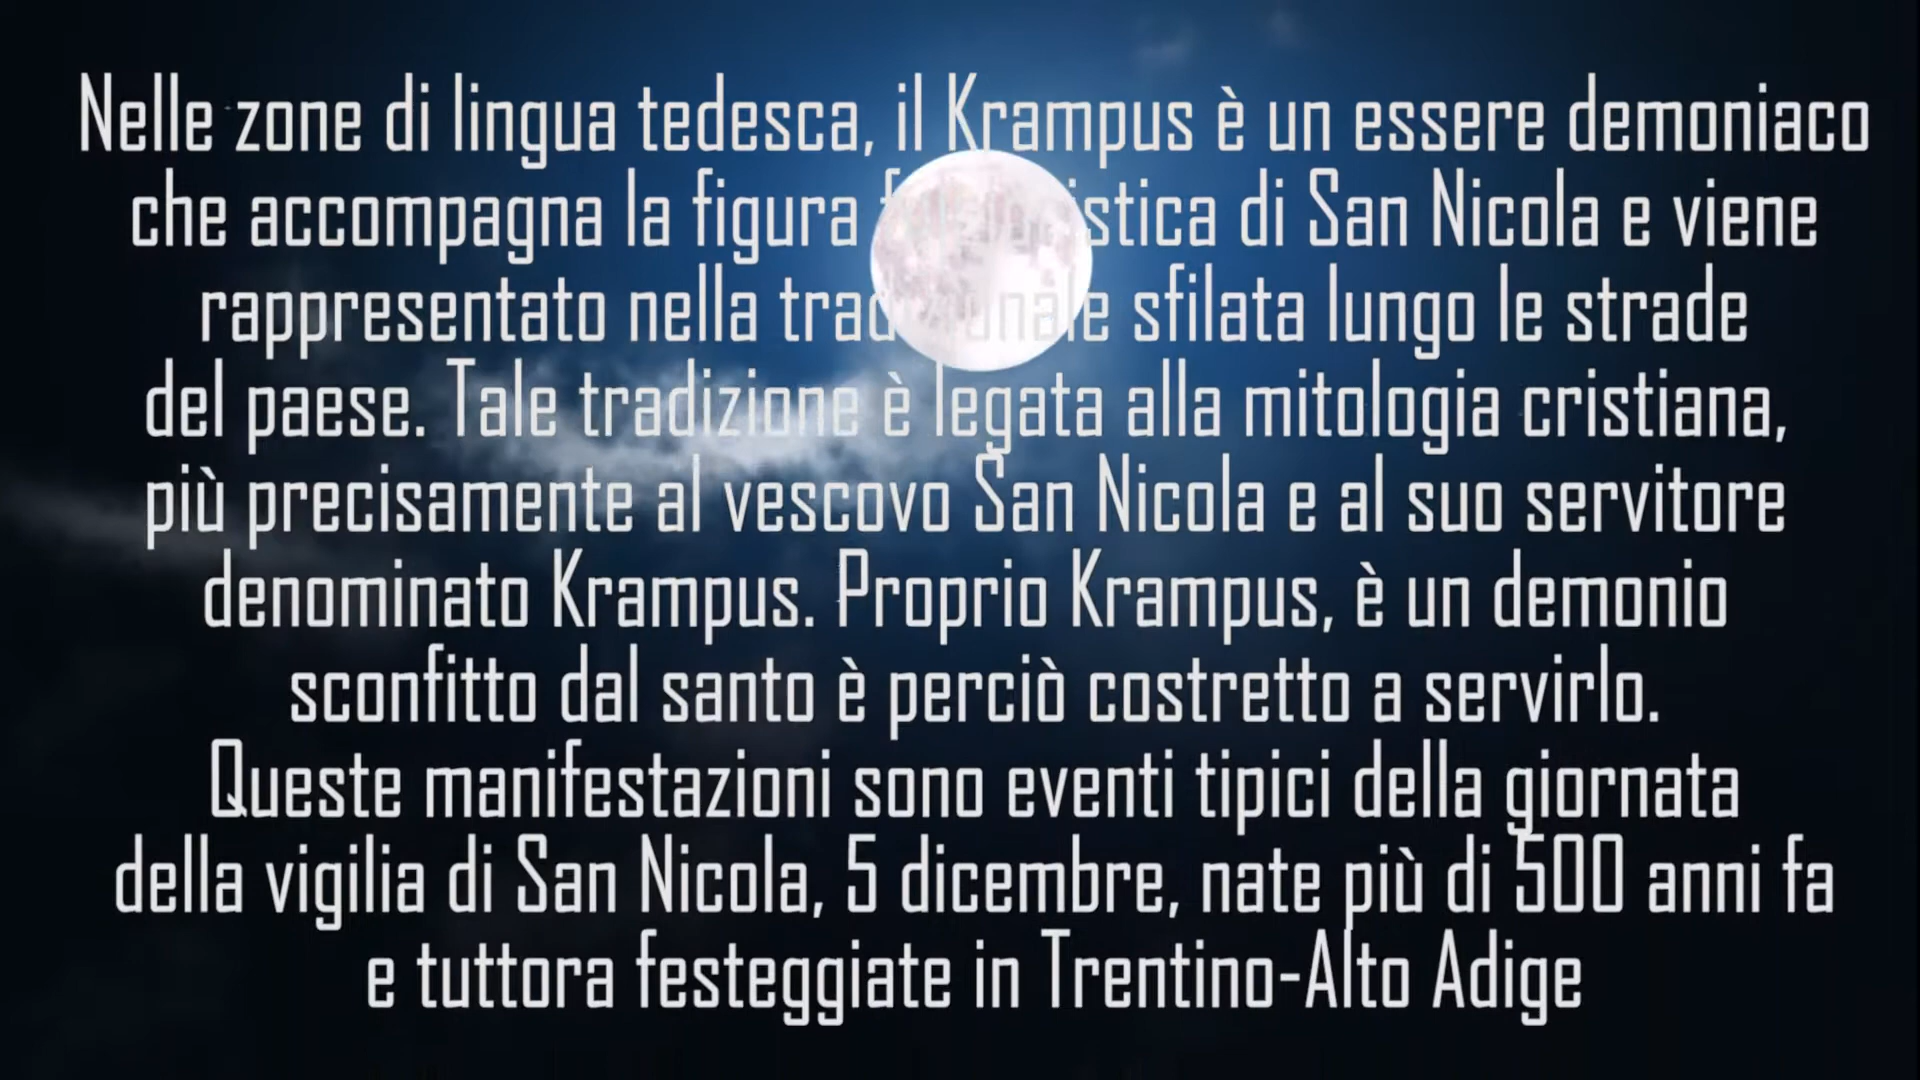 Nelle zone di lingua tedesca, il Krampus è un essere demoniaco
che accompagna la figura folkloristica di San Nicola e viene
rappresentato nella tradizionale sfilata lungo le strade
del paese. Tale tradizione è legata alla mitologia cristiana,
più precisamente al vescovo San Nicola e al suo servitore
denominato Krampus. Proprio Krampus, è un demonio
sconfitto dal santo è perciò costretto a servirlo.
Queste manifestazioni sono eventi tipici della giornata
della vigilia di San Nicola, 5 dicembre, nate più di 500 anni fa
e tuttora festeggiate in Trentino-Alto Adige